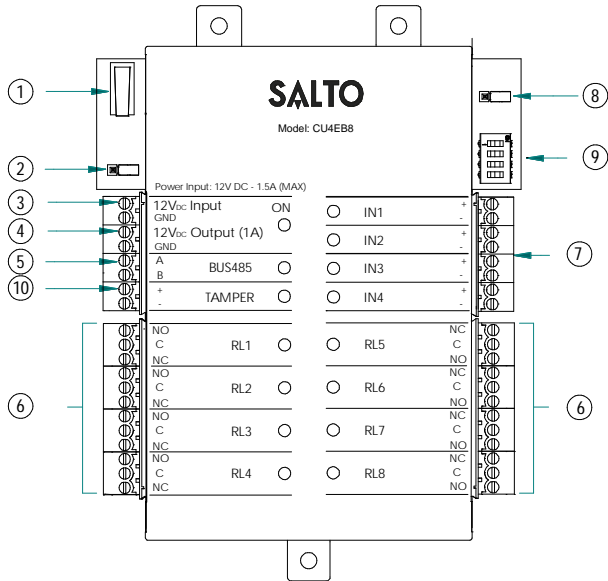 SALTO
Model: CU4EB8
Power Input: 12V DC - 1.5A (MAX)
1
2
3
4
5
10
6
12VDC Input
GND
12VDC Output (1A)
GND
ON
A
B
BUS485
+
-
TAMPER
NO
C
NC
RL1
NO
C
NC
RL2
NO
C
NC
RL3
NO
C
NC
RL4
IN1
+
-
IN2
+
-
IN3
+
-
IN4
+
-
RL5
NC
C
NO
RL6
NC
C
NO
RL7
NC
C
NO
RL8
NC
C
NO
8
9
7
6